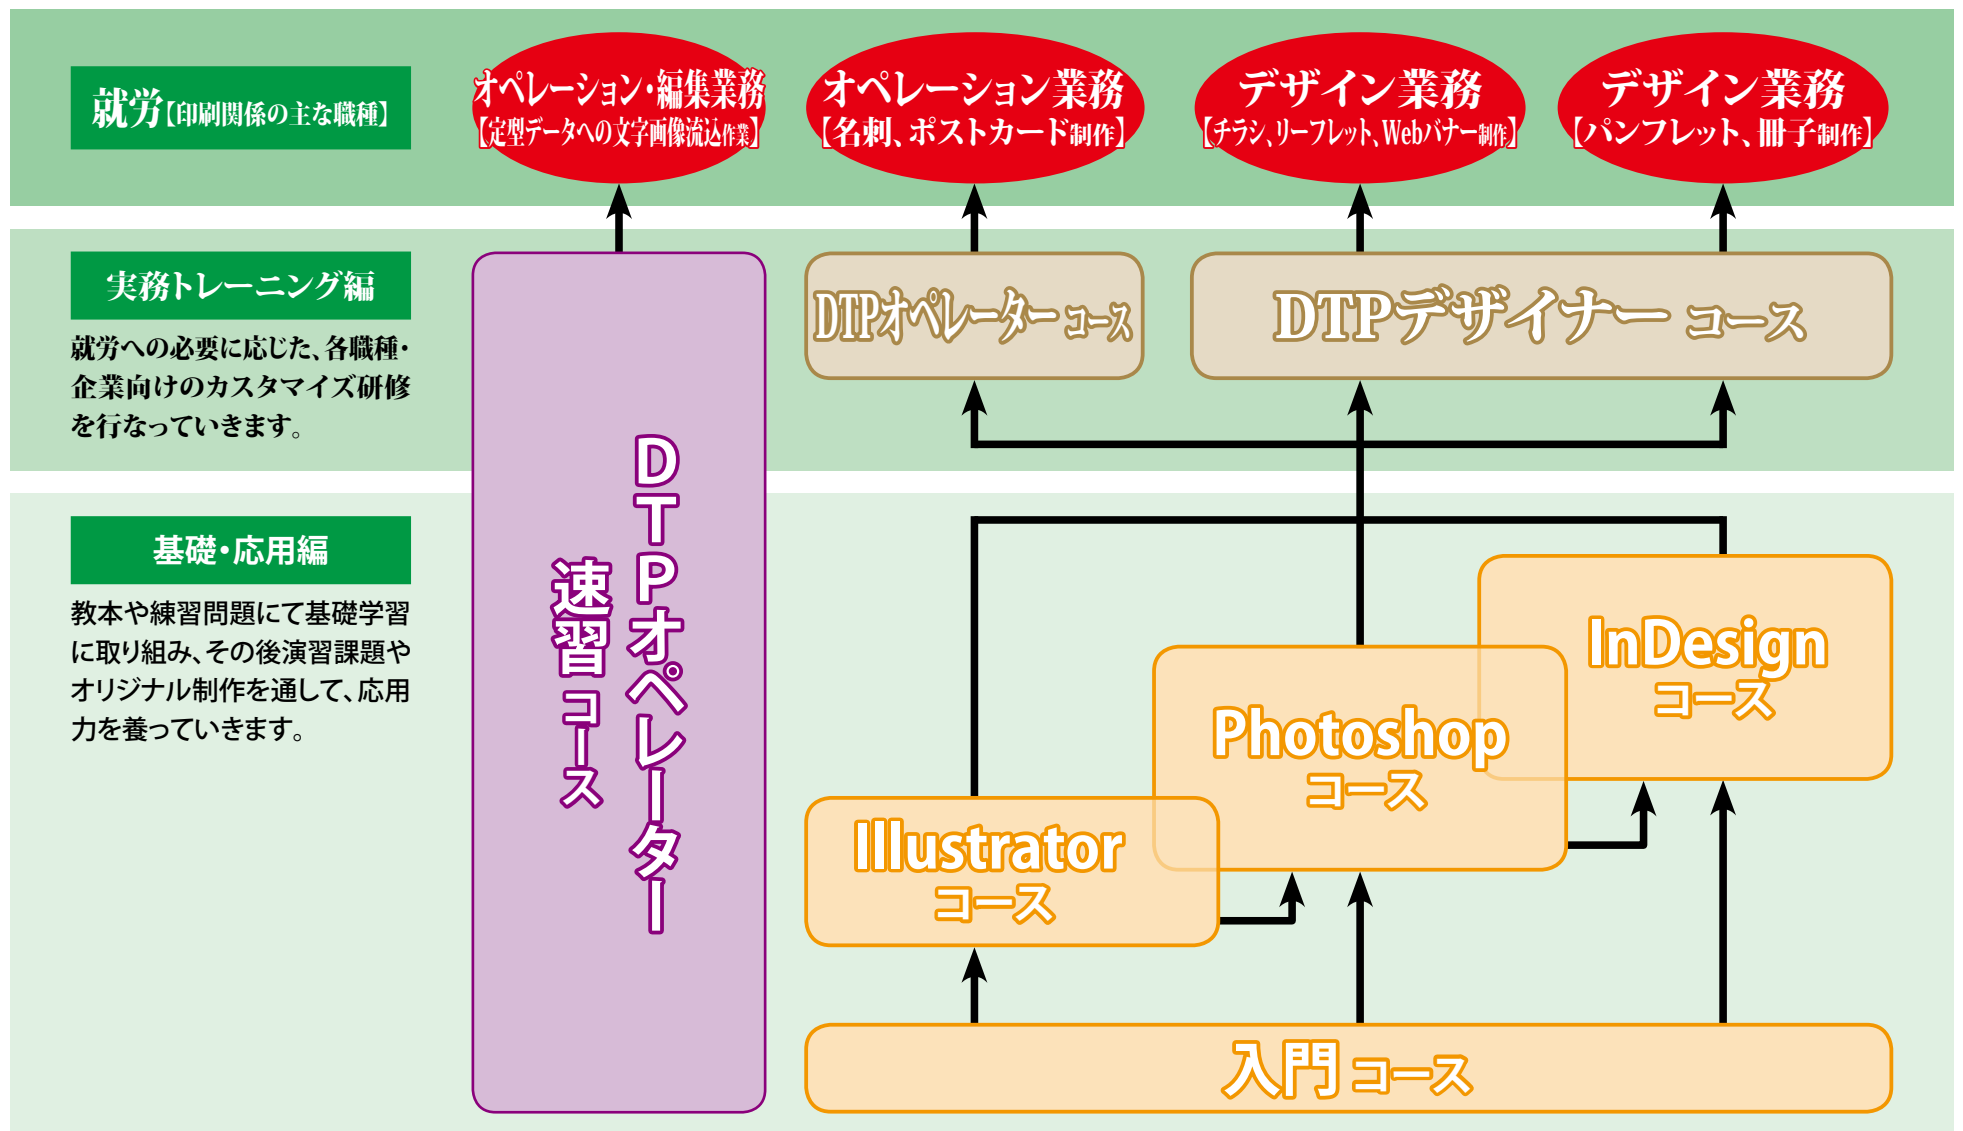 就労【印刷関係の主な職種】
オペレーション・編集業務
【定型データへの文字画像流込作業】
オペレーション業務
【名刺、ポストカード制作】
デザイン業務
【チラシ、リーフレット、Webバナー制作】
デザイン業務
【パンフレット、冊子制作】
実務トレーニング編
就労への必要に応じた、各職種・
企業向けのカスタマイズ研修
を行なっていきます。
DTPオペレーター コース
DTPデザイナー コース
基礎・応用編
教本や練習問題にて基礎学習
に取り組み、その後演習課題や
オリジナル制作を通して、応用
力を養っていきます。
DTPオペレーター
速習 コース
InDesign
コース
Photoshop
コース
Illustrator
コース
入門 コース